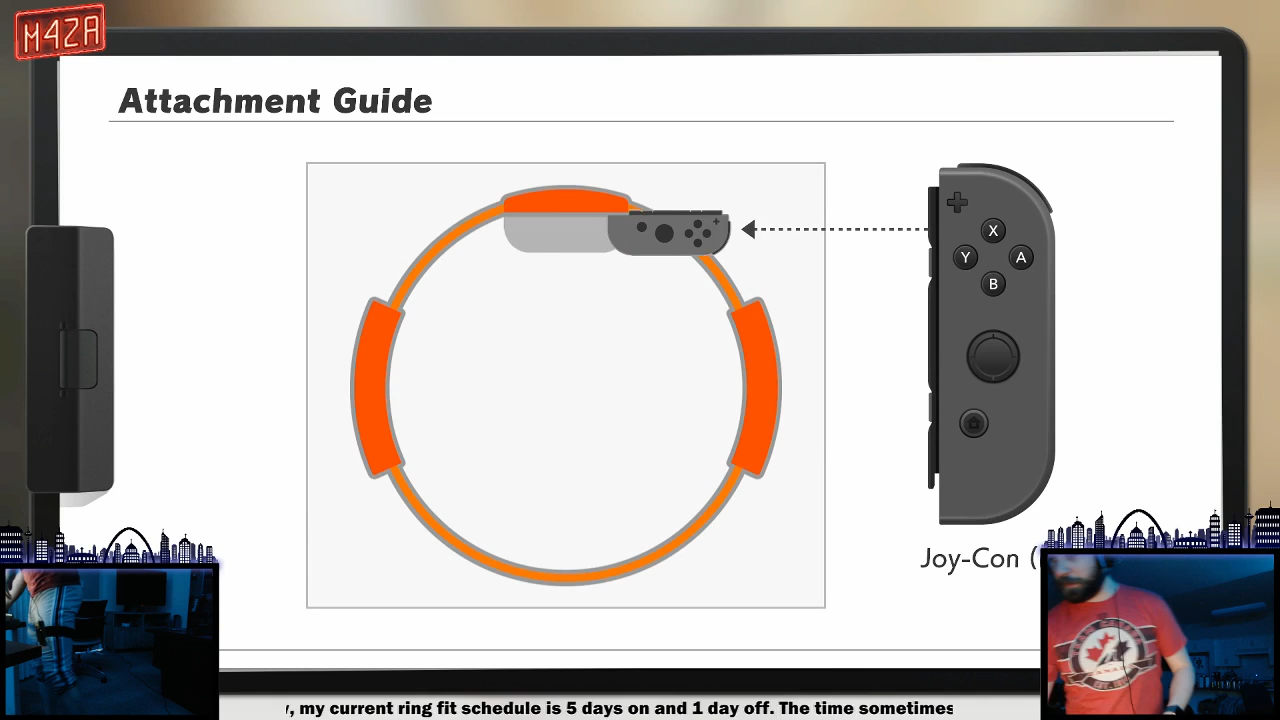 M4ZA
Attachment Guide
X
Y
A
B
Joy-Con (
, my current ring fit schedule is 5 days on and 1 day off. The time sometimes